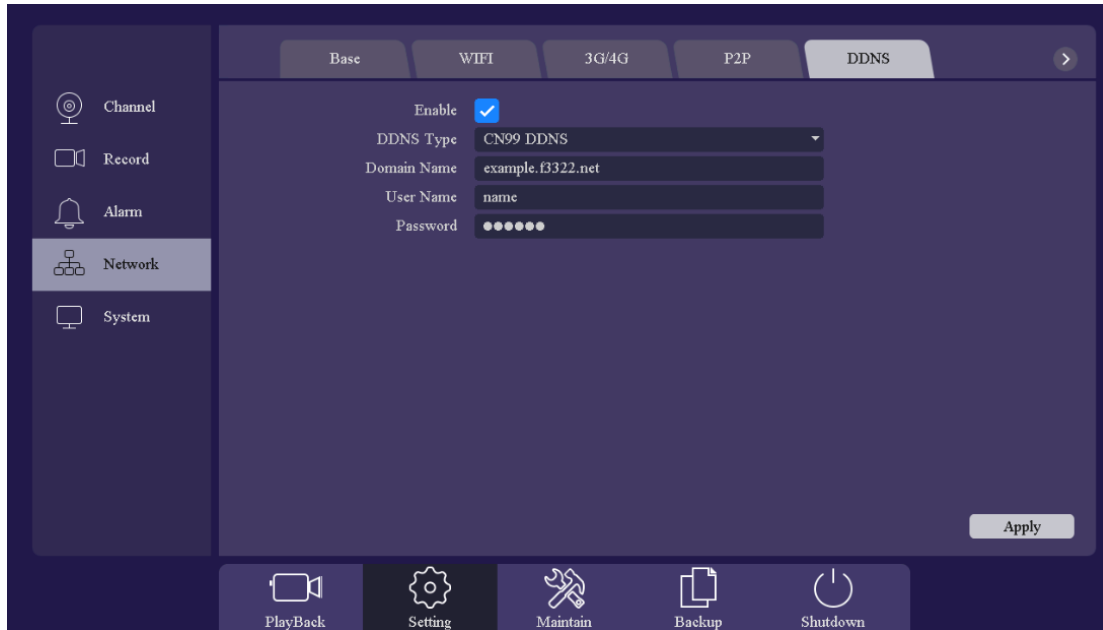 Base WIFI 3G/4G P2P DDNS
Channel
Record
Alarm
Network
System
Enable
DDNS Type CN99 DDNS
Domain Name example.f3322.net
User Name name
Password ●●●●●●
Apply
PlayBack Setting Maintain Backup Shutdown